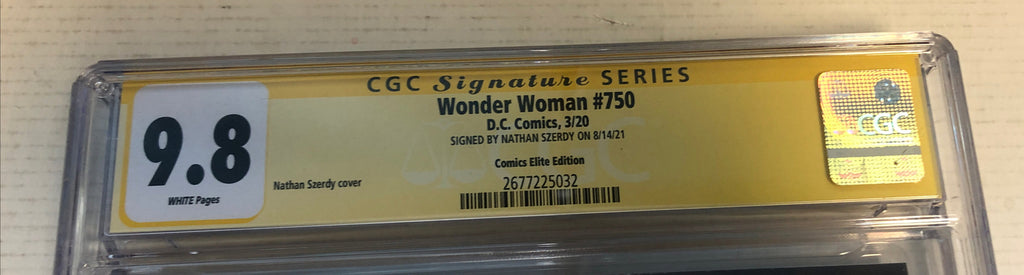 CGC Signature SERIES
Wonder Woman #750
D.C. Comics, 3/20
SIGNED BY NATHAN SZERDY ON 8/14/21
Comics Elite Edition
2677225032
9.8
WHITE Pages
Nathan Szerdy cover
CGC
CGC